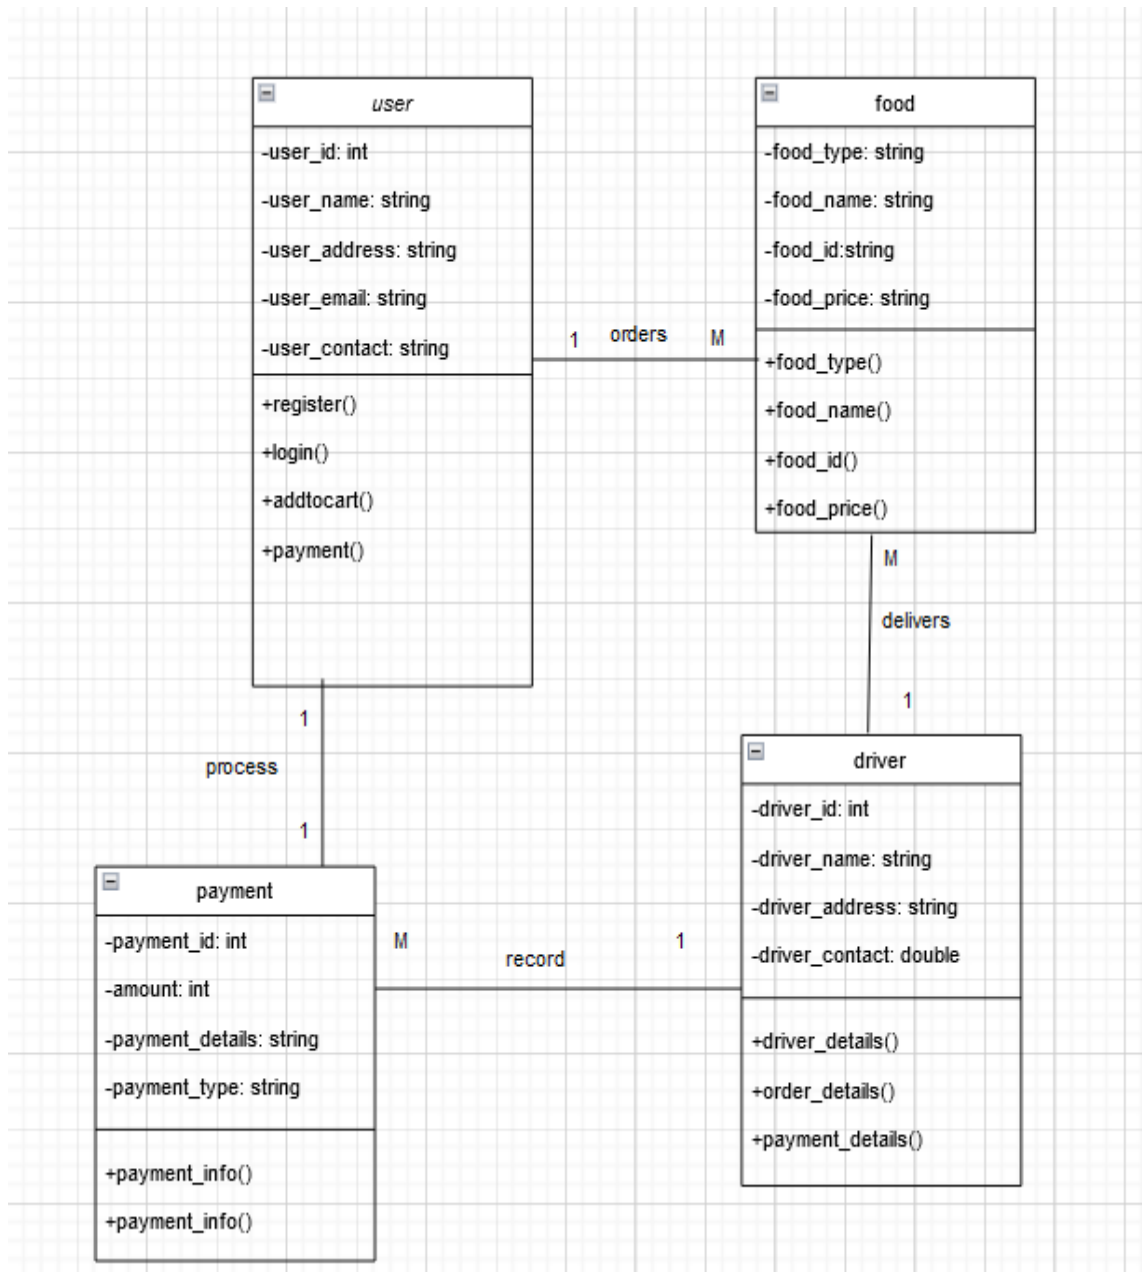 user
-user_id: int
-user_name: string
-user_address: string
-user_email: string
-user_contact: string
+register()
+login()
+addtocart()
+payment()
1
orders
M
food
-food_type: string
-food_name: string
-food_id:string
-food_price: string
+food_type()
+food_name()
+food_id()
+food_price()
M
delivers
1
1
process
1
driver
-driver_id: int
-driver_name: string
-driver_address: string
-driver_contact: double
+driver_details()
+order_details()
+payment_details()
payment
-payment_id: int
-amount: int
-payment_details: string
-payment_type: string
+payment_info()
+payment_info()
M
record
1